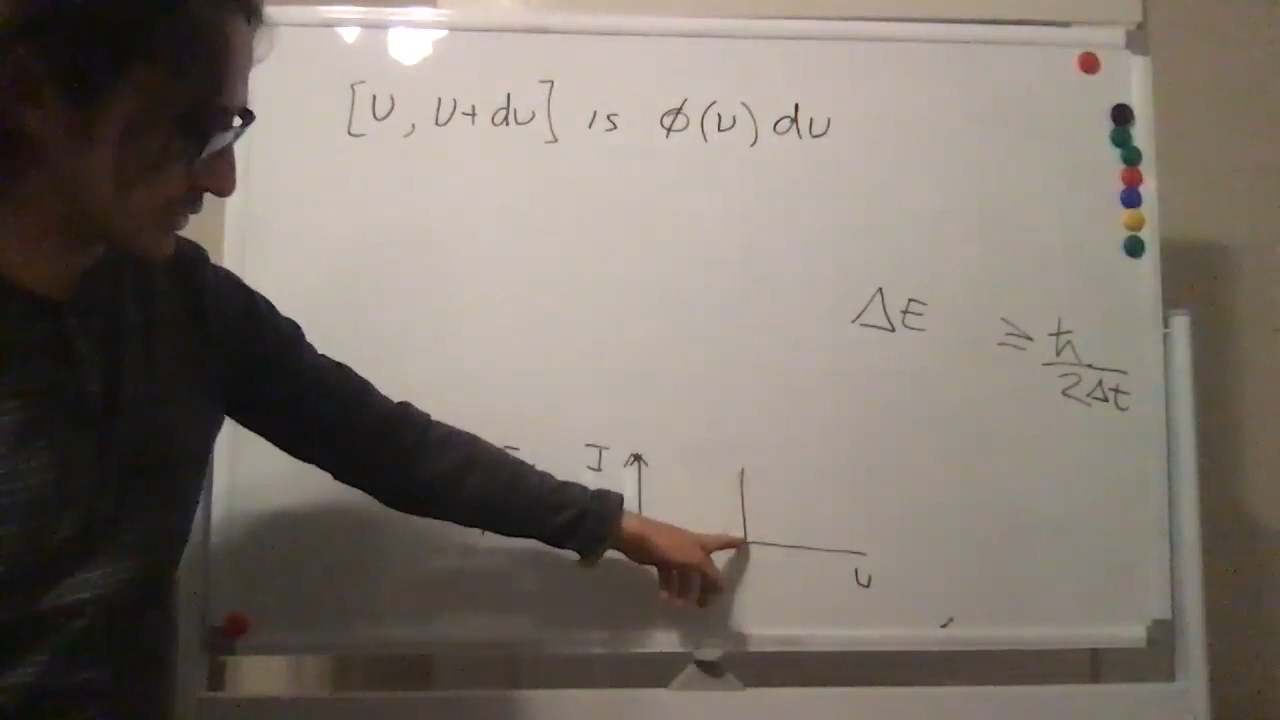 [υ, υ+dυ] is ϕ(υ)dυ
ΔE ≥ ℏ/2Δt
I
υ